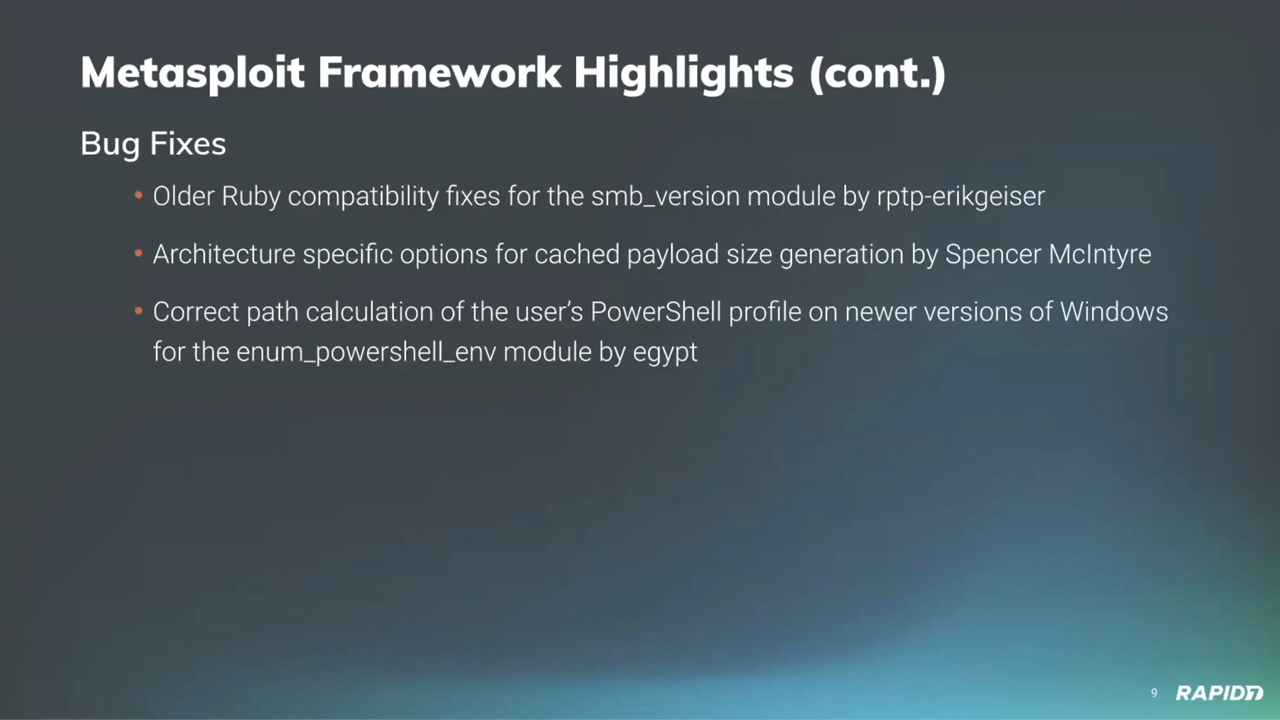 Metasploit Framework Highlights (cont.)
Bug Fixes
• Older Ruby compatibility fixes for the smb_version module by rptp-erikgeiser
• Architecture specific options for cached payload size generation by Spencer McIntyre
• Correct path calculation of the user’s PowerShell profile on newer versions of Windows
for the enum_powershell_env module by egypt
9
RAPID7